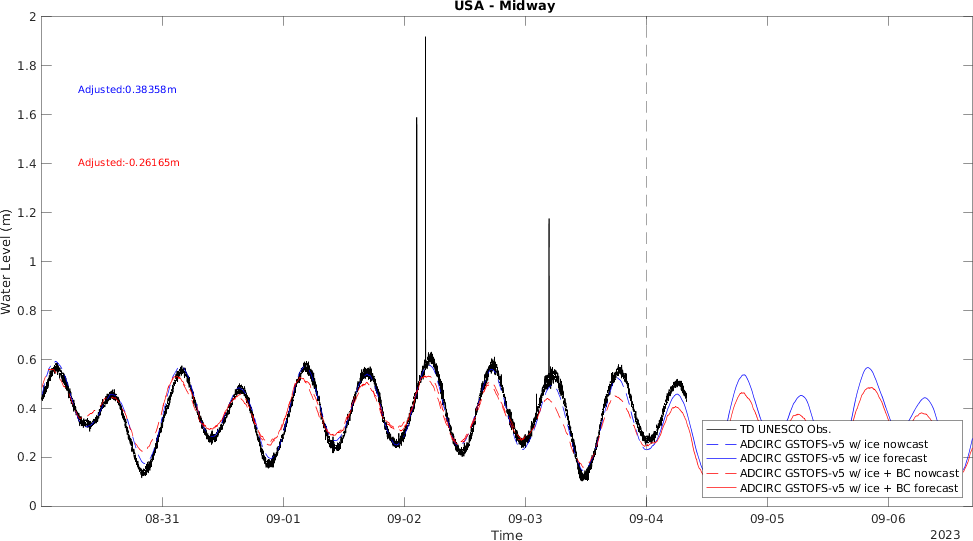 USA - Midway
2
1.8
1.6
1.4
1.2
1
0.8
0.6
0.4
0.2
0
Water Level (m)
Adjusted:0.38358m
Adjusted:-0.26165m
TD UNESCO Obs.
ADCIRC GSTOFS-v5 w/ ice nowcast
ADCIRC GSTOFS-v5 w/ ice forecast
ADCIRC GSTOFS-v5 w/ ice + BC nowcast
ADCIRC GSTOFS-v5 w/ ice + BC forecast
08-31 09-01 09-02 09-03 09-04 09-05 09-06
Time
2023